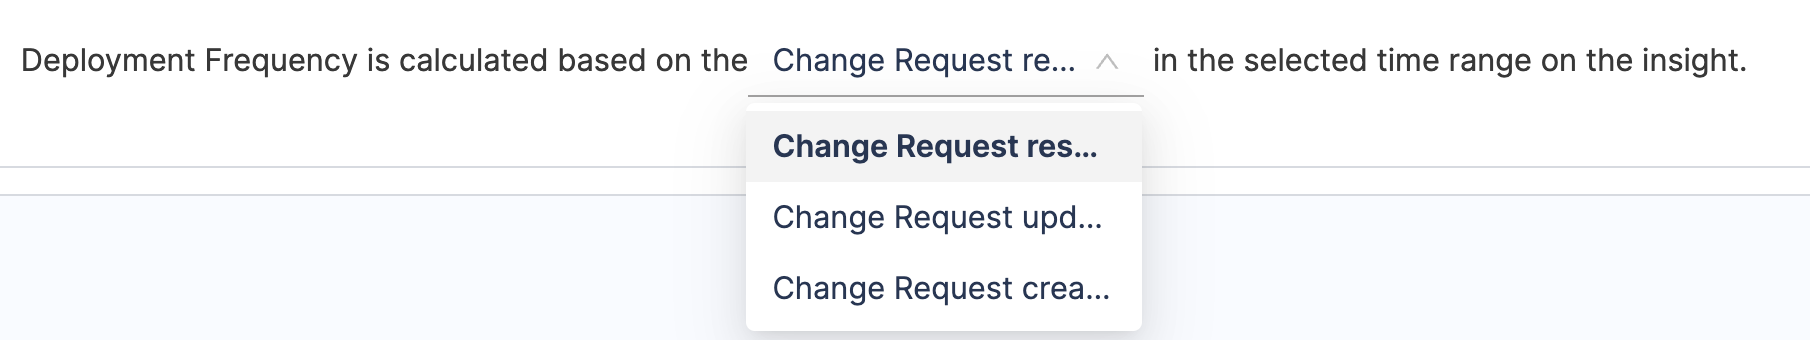 Deployment Frequency is calculated based on the Change Request re... in the selected time range on the insight.
Change Request res...
Change Request upd...
Change Request crea...